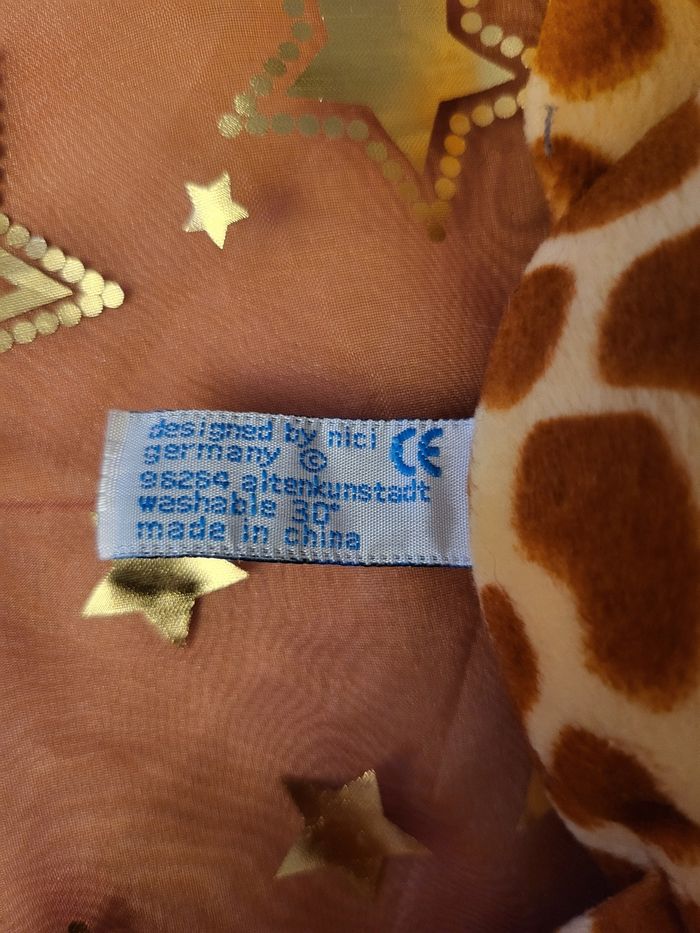 designed by nici CE
germany ©
96264 altenkunstadt
washable 30°
made in china